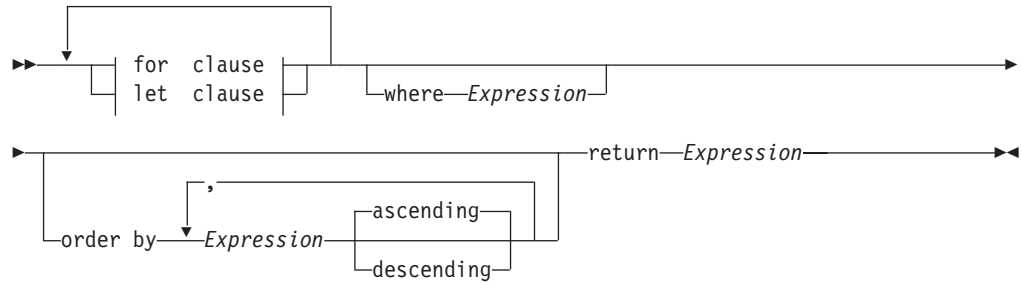 for clause
let clause
where Expression
return Expression
,
ascending
order by Expression
descending